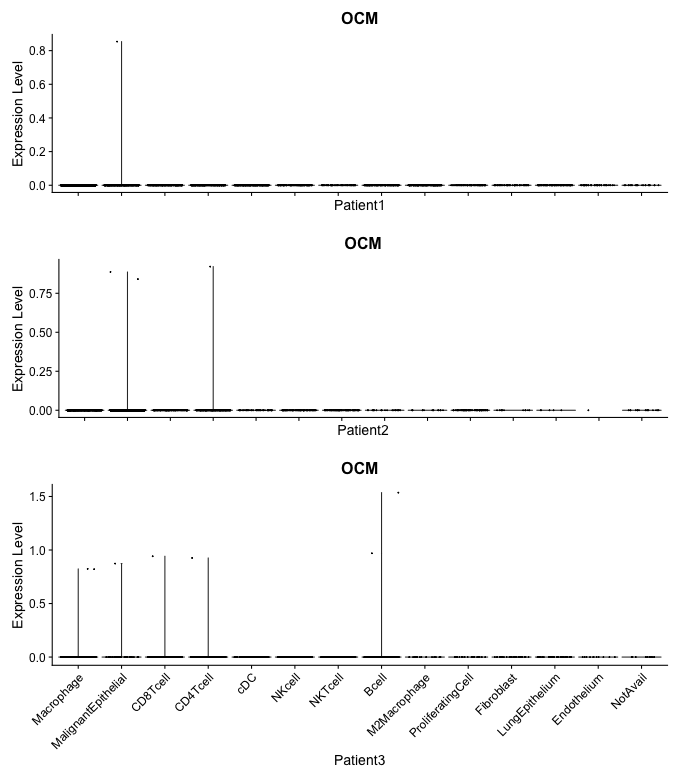 OCM
Expression Level
0.8
0.6
0.4
0.2
0.0
Patient1
OCM
Expression Level
0.75
0.50
0.25
0.00
Patient2
OCM
Expression Level
1.5
1.0
0.5
0.0
Macrophage
MalignantEpithelial
CD8Tcell
CD4Tcell
cDC
NKcell
NKTcell
Bcell
M2Macrophage
ProliferatingCell
Fibroblast
LungEpithelium
Endothelium
NotAvail
Patient3